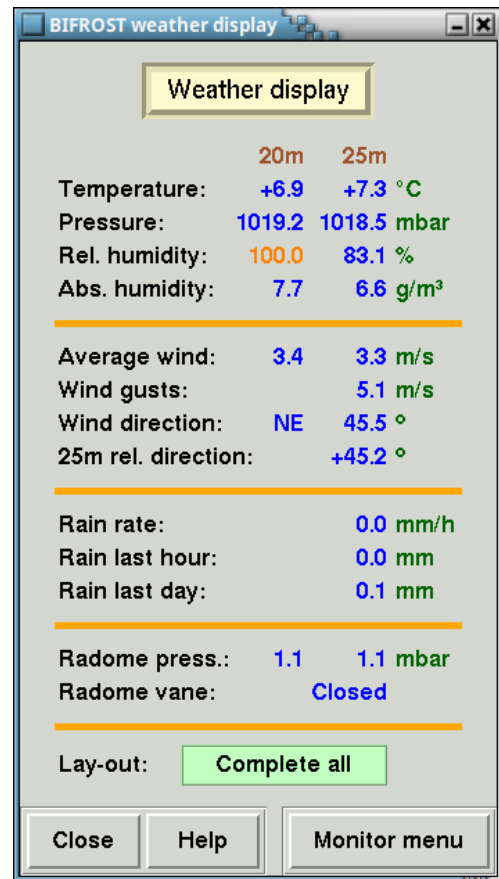 BIFROST weather display
Weather display
20m 25m
Temperature: +6.9 +7.3 °C
Pressure: 1019.2 1018.5 mbar
Rel. humidity: 100.0 83.1 %
Abs. humidity: 7.7 6.6 g/m³
Average wind: 3.4 3.3 m/s
Wind gusts: 5.1 m/s
Wind direction: NE 45.5 º
25m rel. direction: +45.2 º
Rain rate: 0.0 mm/h
Rain last hour: 0.0 mm
Rain last day: 0.1 mm
Radome press.: 1.1 1.1 mbar
Radome vane: Closed
Lay-out: Complete all
Close Help Monitor menu